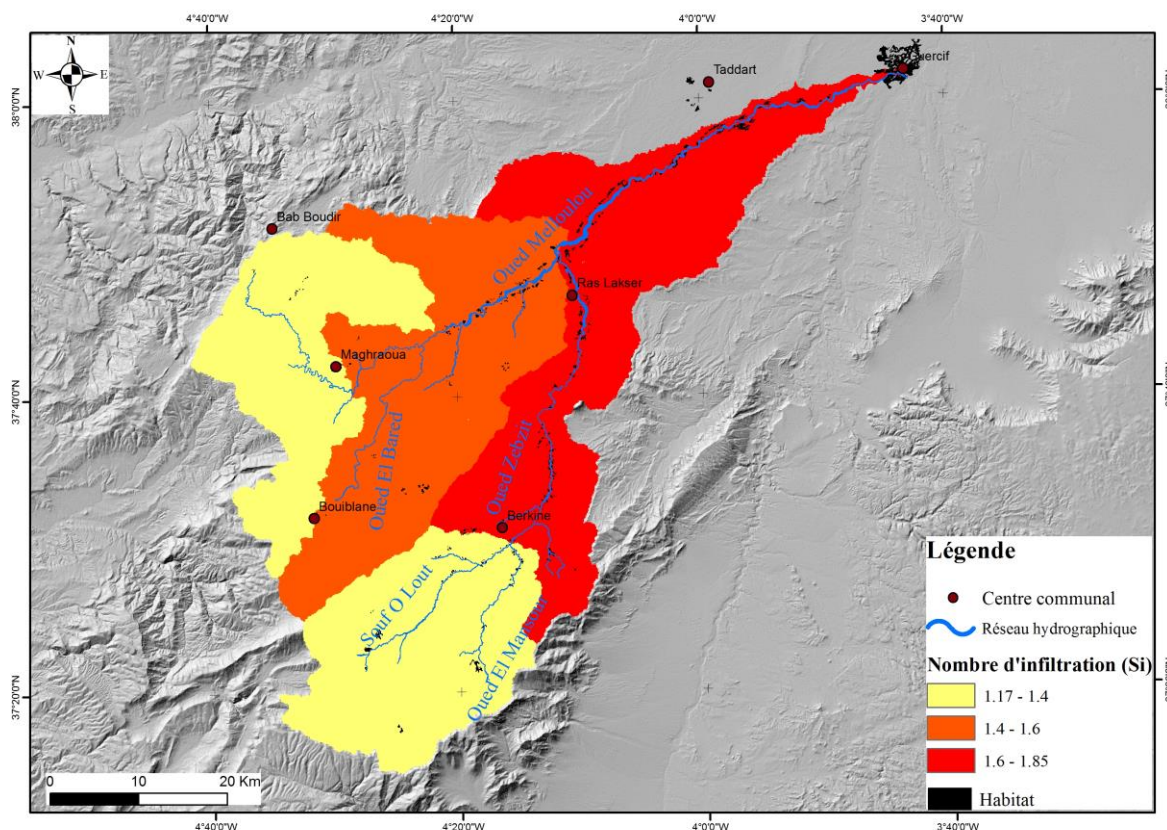 4°40'0"W 4°20'0"W 4°0'0"W 3°40'0"W
N
W E
S
38°0'0"N
37°40'0"N
37°20'0"N
Guercif
Taddart
Bab Boudir
Oued Melloulou
Ras Lakser
Maghraoua
Oued El Bared
Oued Zebzit
Bouiblane
Berkine
Souf O Lout
Oued El Mansour
Légende
Centre communal
Réseau hydrographique
Nombre d'infiltration (Si)
1.17 - 1.4
1.4 - 1.6
1.6 - 1.85
Habitat
0 10 20 Km
4°40'0"W 4°20'0"W 4°0'0"W 3°40'0"W